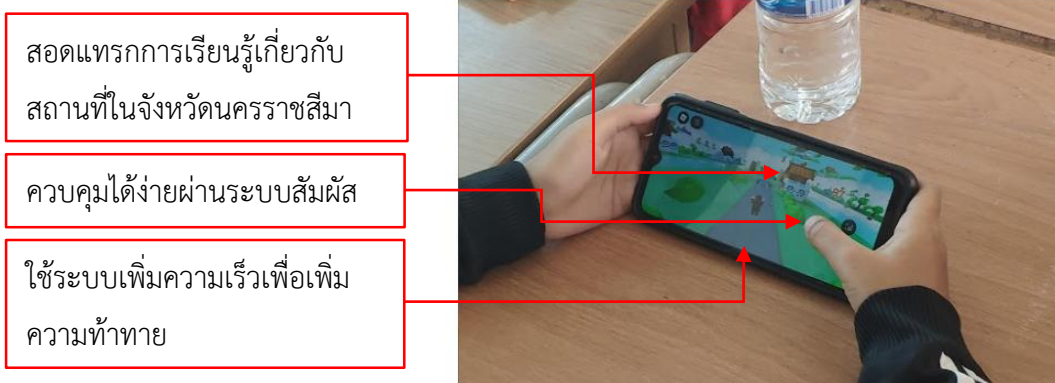 สอดแทรกการเรียนรู้เกี่ยวกับ
สถานที่ในจังหวัดนครราชสีมา
ควบคุมได้ง่ายผ่านระบบสัมผัส
ใช้ระบบเพิ่มความเร็วเพื่อเพิ่ม
ความท้าทาย